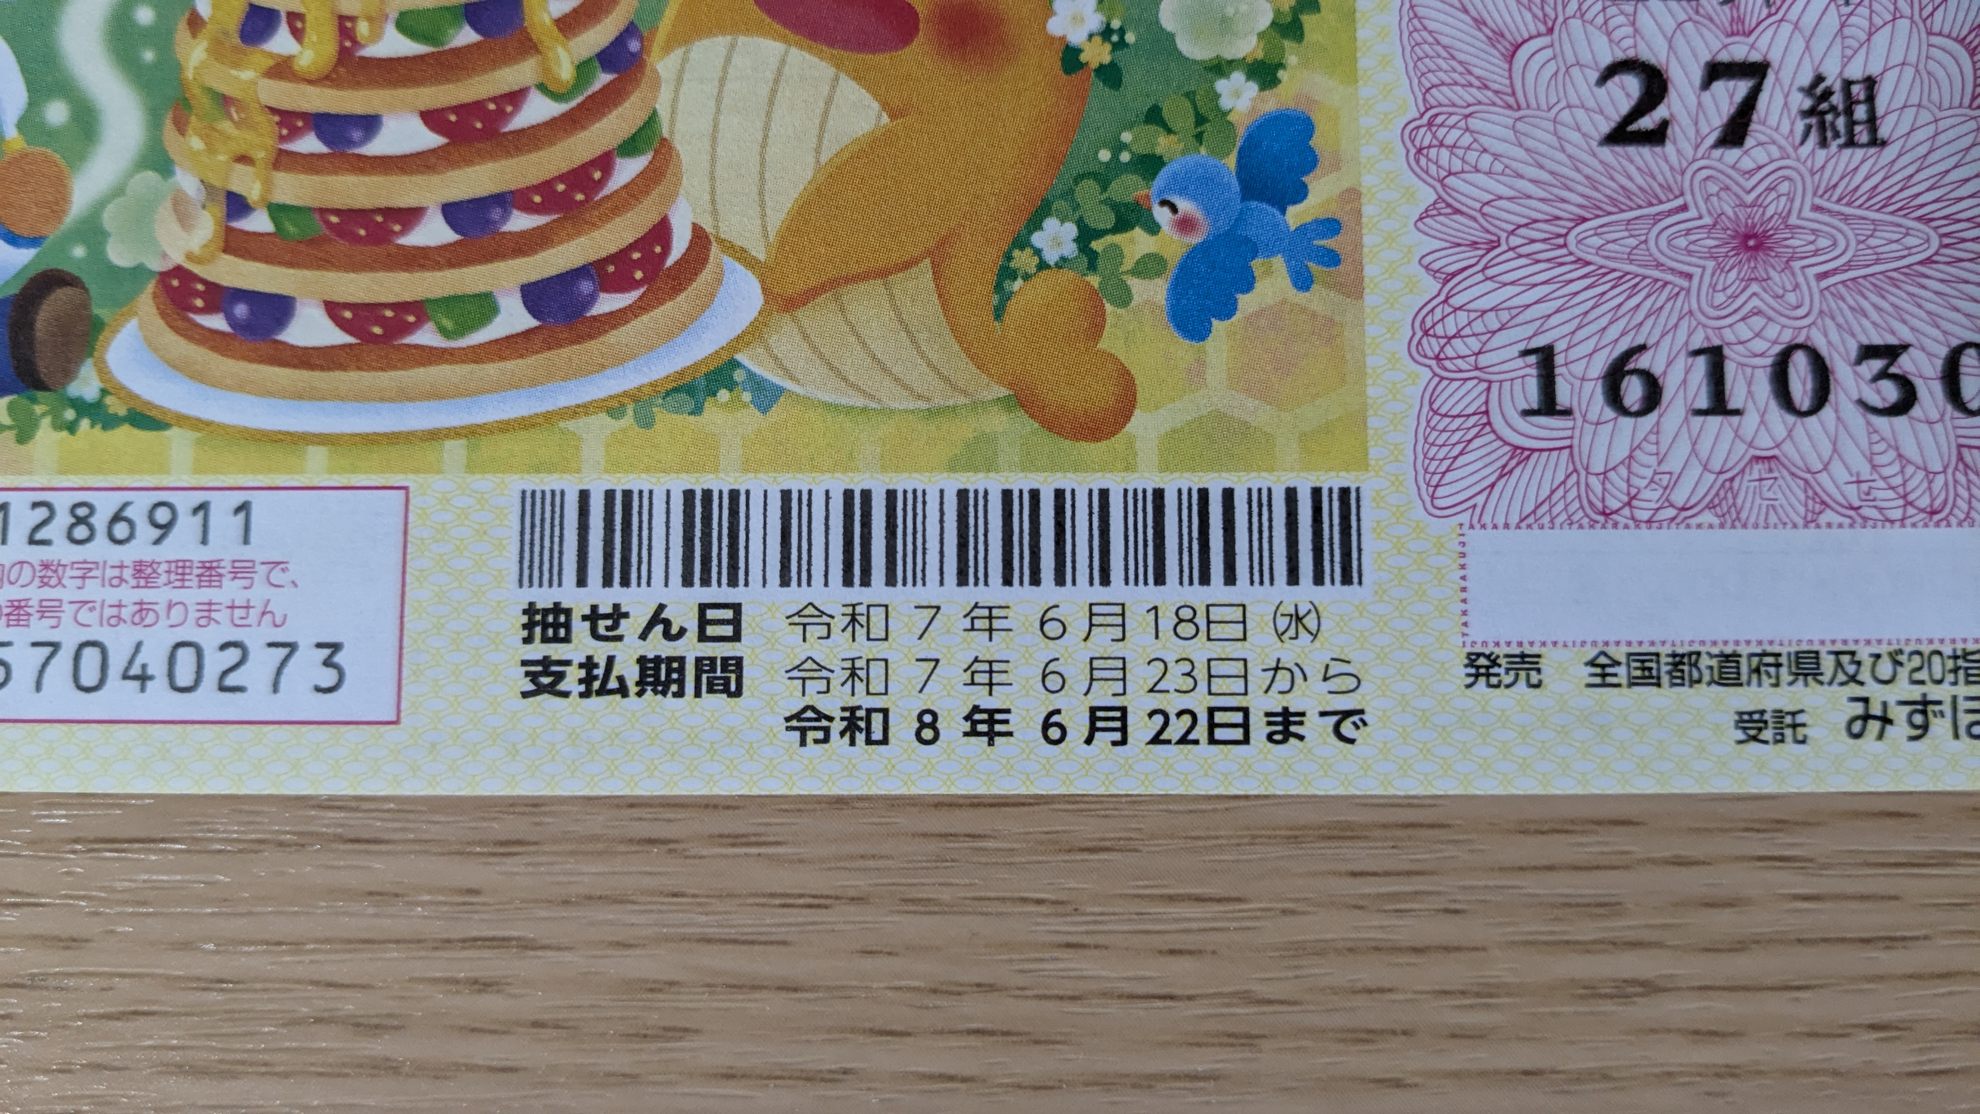 27組
161030
1286911
の数字は整理番号で、
番号ではありません
57040273
抽せん日 令和 7 年 6 月18日㈬
支払期間 令和 7 年 6 月23日から
令和 8 年 6 月22日まで
TAKARAKUJITAKARAKUJITAKARAKUJITAKARAKUJI
発売 全国都道府県及び20指
受託 みずほ